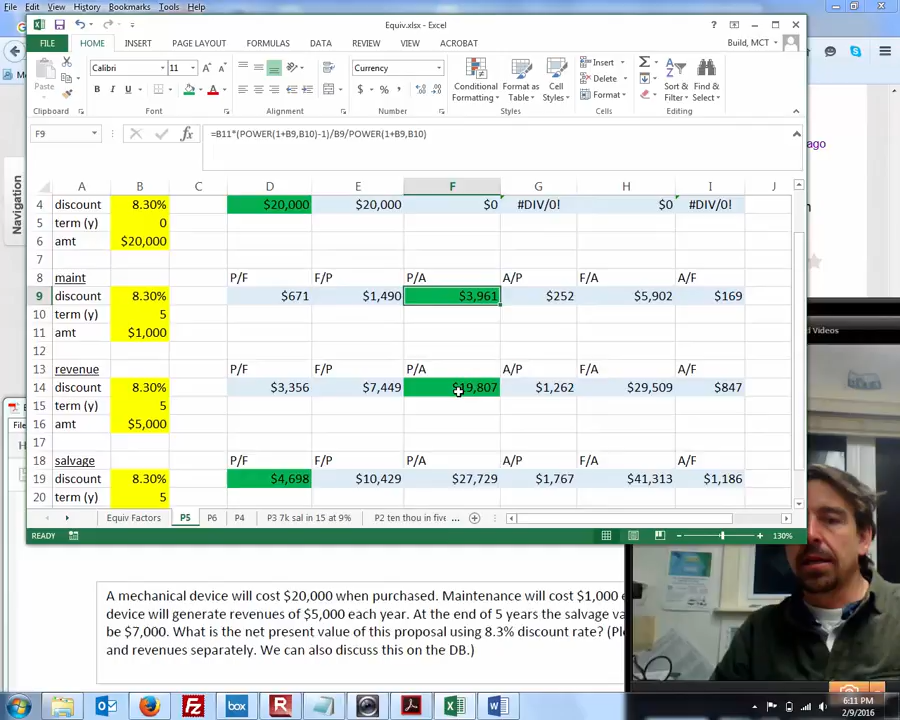 File Edit View History Bookmarks Tools Help
Equiv.xlsx - Excel
FILE HOME INSERT PAGE LAYOUT FORMULAS DATA REVIEW VIEW ACROBAT Build, MCT
Calibri 11 Currency Insert
Paste B I U $ % , Conditional Formatting Format as Table Cell Styles Delete Format Sort & Filter Find & Select
Clipboard Font Alignment Number Styles Cells Editing
F9 fx =B11*(POWER(1+B9,B10)-1)/B9/POWER(1+B9,B10)
A B C D E F G H I J
4 discount 8.30% $20,000 $20,000 $0 #DIV/0! $0 #DIV/0!
5 term (y) 0
6 amt $20,000
7
8 maint P/F F/P P/A A/P F/A A/F
9 discount 8.30% $671 $1,490 $3,961 $252 $5,902 $169
10 term (y) 5
11 amt $1,000
12
13 revenue P/F F/P P/A A/P F/A A/F
14 discount 8.30% $3,356 $7,449 $19,807 $1,262 $29,509 $847
15 term (y) 5
16 amt $5,000
17
18 salvage P/F F/P P/A A/P F/A A/F
19 discount 8.30% $4,698 $10,429 $27,729 $1,767 $41,313 $1,186
20 term (y) 5
Equiv Factors P5 P6 P4 P3 7k sal in 15 at 9% P2 ten thou in five ...
READY 130%
Navigation
ago
d Videos
A mechanical device will cost $20,000 when purchased. Maintenance will cost $1,000 e
device will generate revenues of $5,000 each year. At the end of 5 years the salvage va
be $7,000. What is the net present value of this proposal using 8.3% discount rate? (Pl
and revenues separately. We can also discuss this on the DB.)
box
6:11 PM
2/9/2016